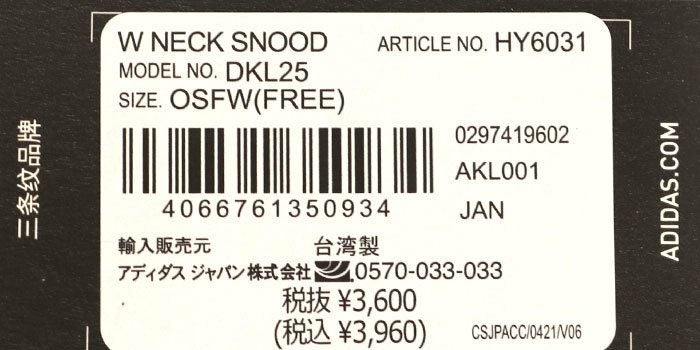 W NECK SNOOD
ARTICLE NO. HY6031
MODEL NO. DKL25
SIZE. OSFW(FREE)
0297419602
AKL001
4066761350934
JAN
輸入販売元
台湾製
アディダス ジャパン株式会社
0570-033-033
税抜 ¥3,600
(税込 ¥3,960)
CSJPACC/0421/V06
三条纹品牌
ADIDAS.COM